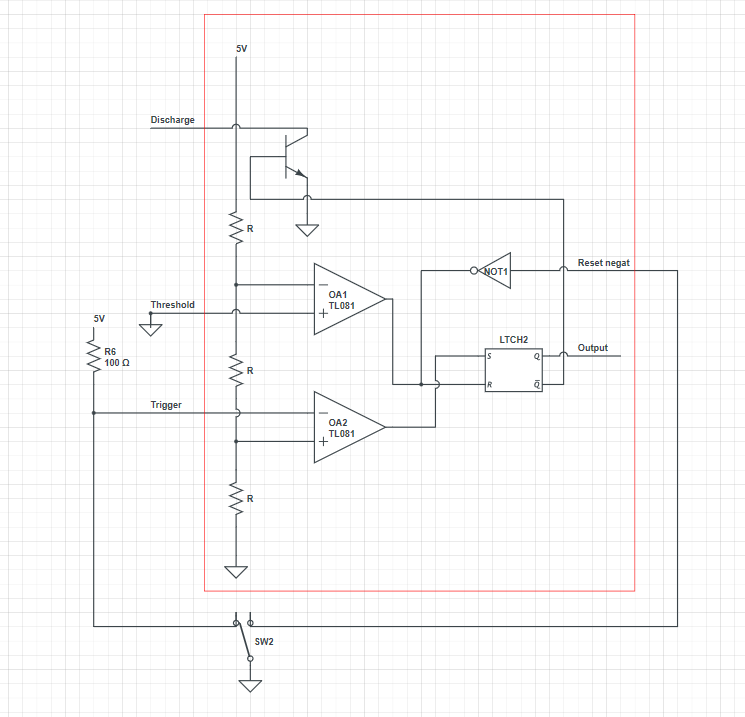 5V
Discharge
R
NOT1
Reset negat
OA1
TL081
Threshold
5V
LTCH2
R6
100 Ω
S
Q
Output
R
R
Q̅
Trigger
OA2
TL081
R
SW2